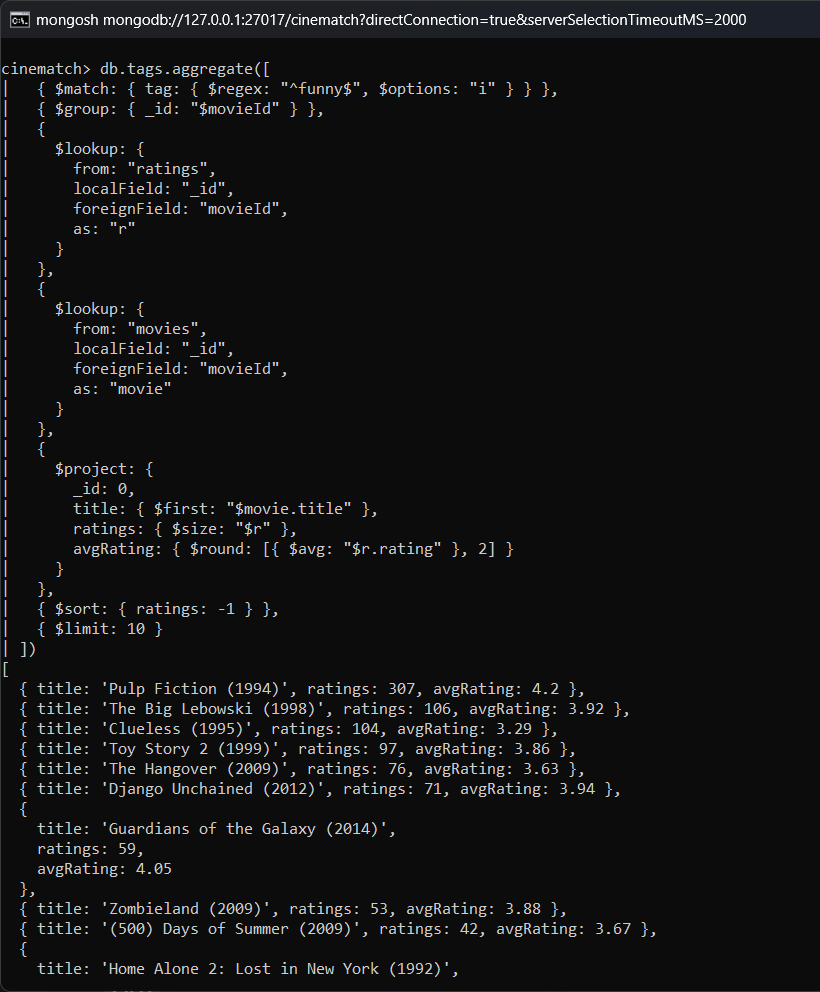 mongosh mongodb://127.0.0.1:27017/cinematch?directConnection=true&serverSelectionTimeoutMS=2000
cinematch> db.tags.aggregate([
|   { $match: { tag: { $regex: "^funny$", $options: "i" } } },
|   { $group: { _id: "$movieId" } },
|   {
|     $lookup: {
|       from: "ratings",
|       localField: "_id",
|       foreignField: "movieId",
|       as: "r"
|     }
|   },
|   {
|     $lookup: {
|       from: "movies",
|       localField: "_id",
|       foreignField: "movieId",
|       as: "movie"
|     }
|   },
|   {
|     $project: {
|       _id: 0,
|       title: { $first: "$movie.title" },
|       ratings: { $size: "$r" },
|       avgRating: { $round: [{ $avg: "$r.rating" }, 2] }
|     }
|   },
|   { $sort: { ratings: -1 } },
|   { $limit: 10 }
| ])
[
  { title: 'Pulp Fiction (1994)', ratings: 307, avgRating: 4.2 },
  { title: 'The Big Lebowski (1998)', ratings: 106, avgRating: 3.92 },
  { title: 'Clueless (1995)', ratings: 104, avgRating: 3.29 },
  { title: 'Toy Story 2 (1999)', ratings: 97, avgRating: 3.86 },
  { title: 'The Hangover (2009)', ratings: 76, avgRating: 3.63 },
  { title: 'Django Unchained (2012)', ratings: 71, avgRating: 3.94 },
  {
    title: 'Guardians of the Galaxy (2014)',
    ratings: 59,
    avgRating: 4.05
  },
  { title: 'Zombieland (2009)', ratings: 53, avgRating: 3.88 },
  { title: '(500) Days of Summer (2009)', ratings: 42, avgRating: 3.67 },
  {
    title: 'Home Alone 2: Lost in New York (1992)',